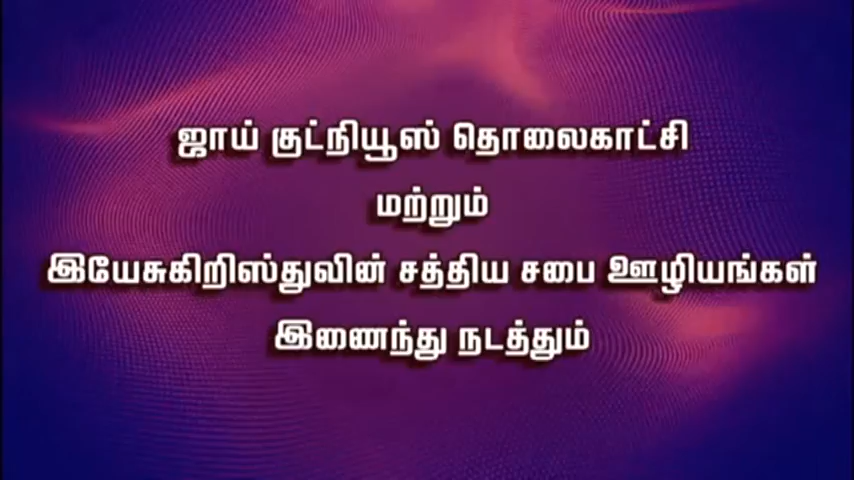 ஜாய் குட்நியூஸ் தொலைகாட்சி
மற்றும்
இயேசுகிறிஸ்துவின் சத்திய சபை ஊழியங்கள்
இணைந்து நடத்தும்